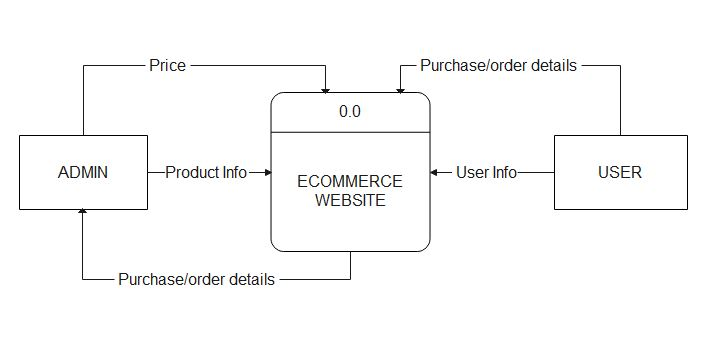 Price
Purchase/order details
0.0
ADMIN
Product Info
ECOMMERCE
WEBSITE
User Info
USER
Purchase/order details